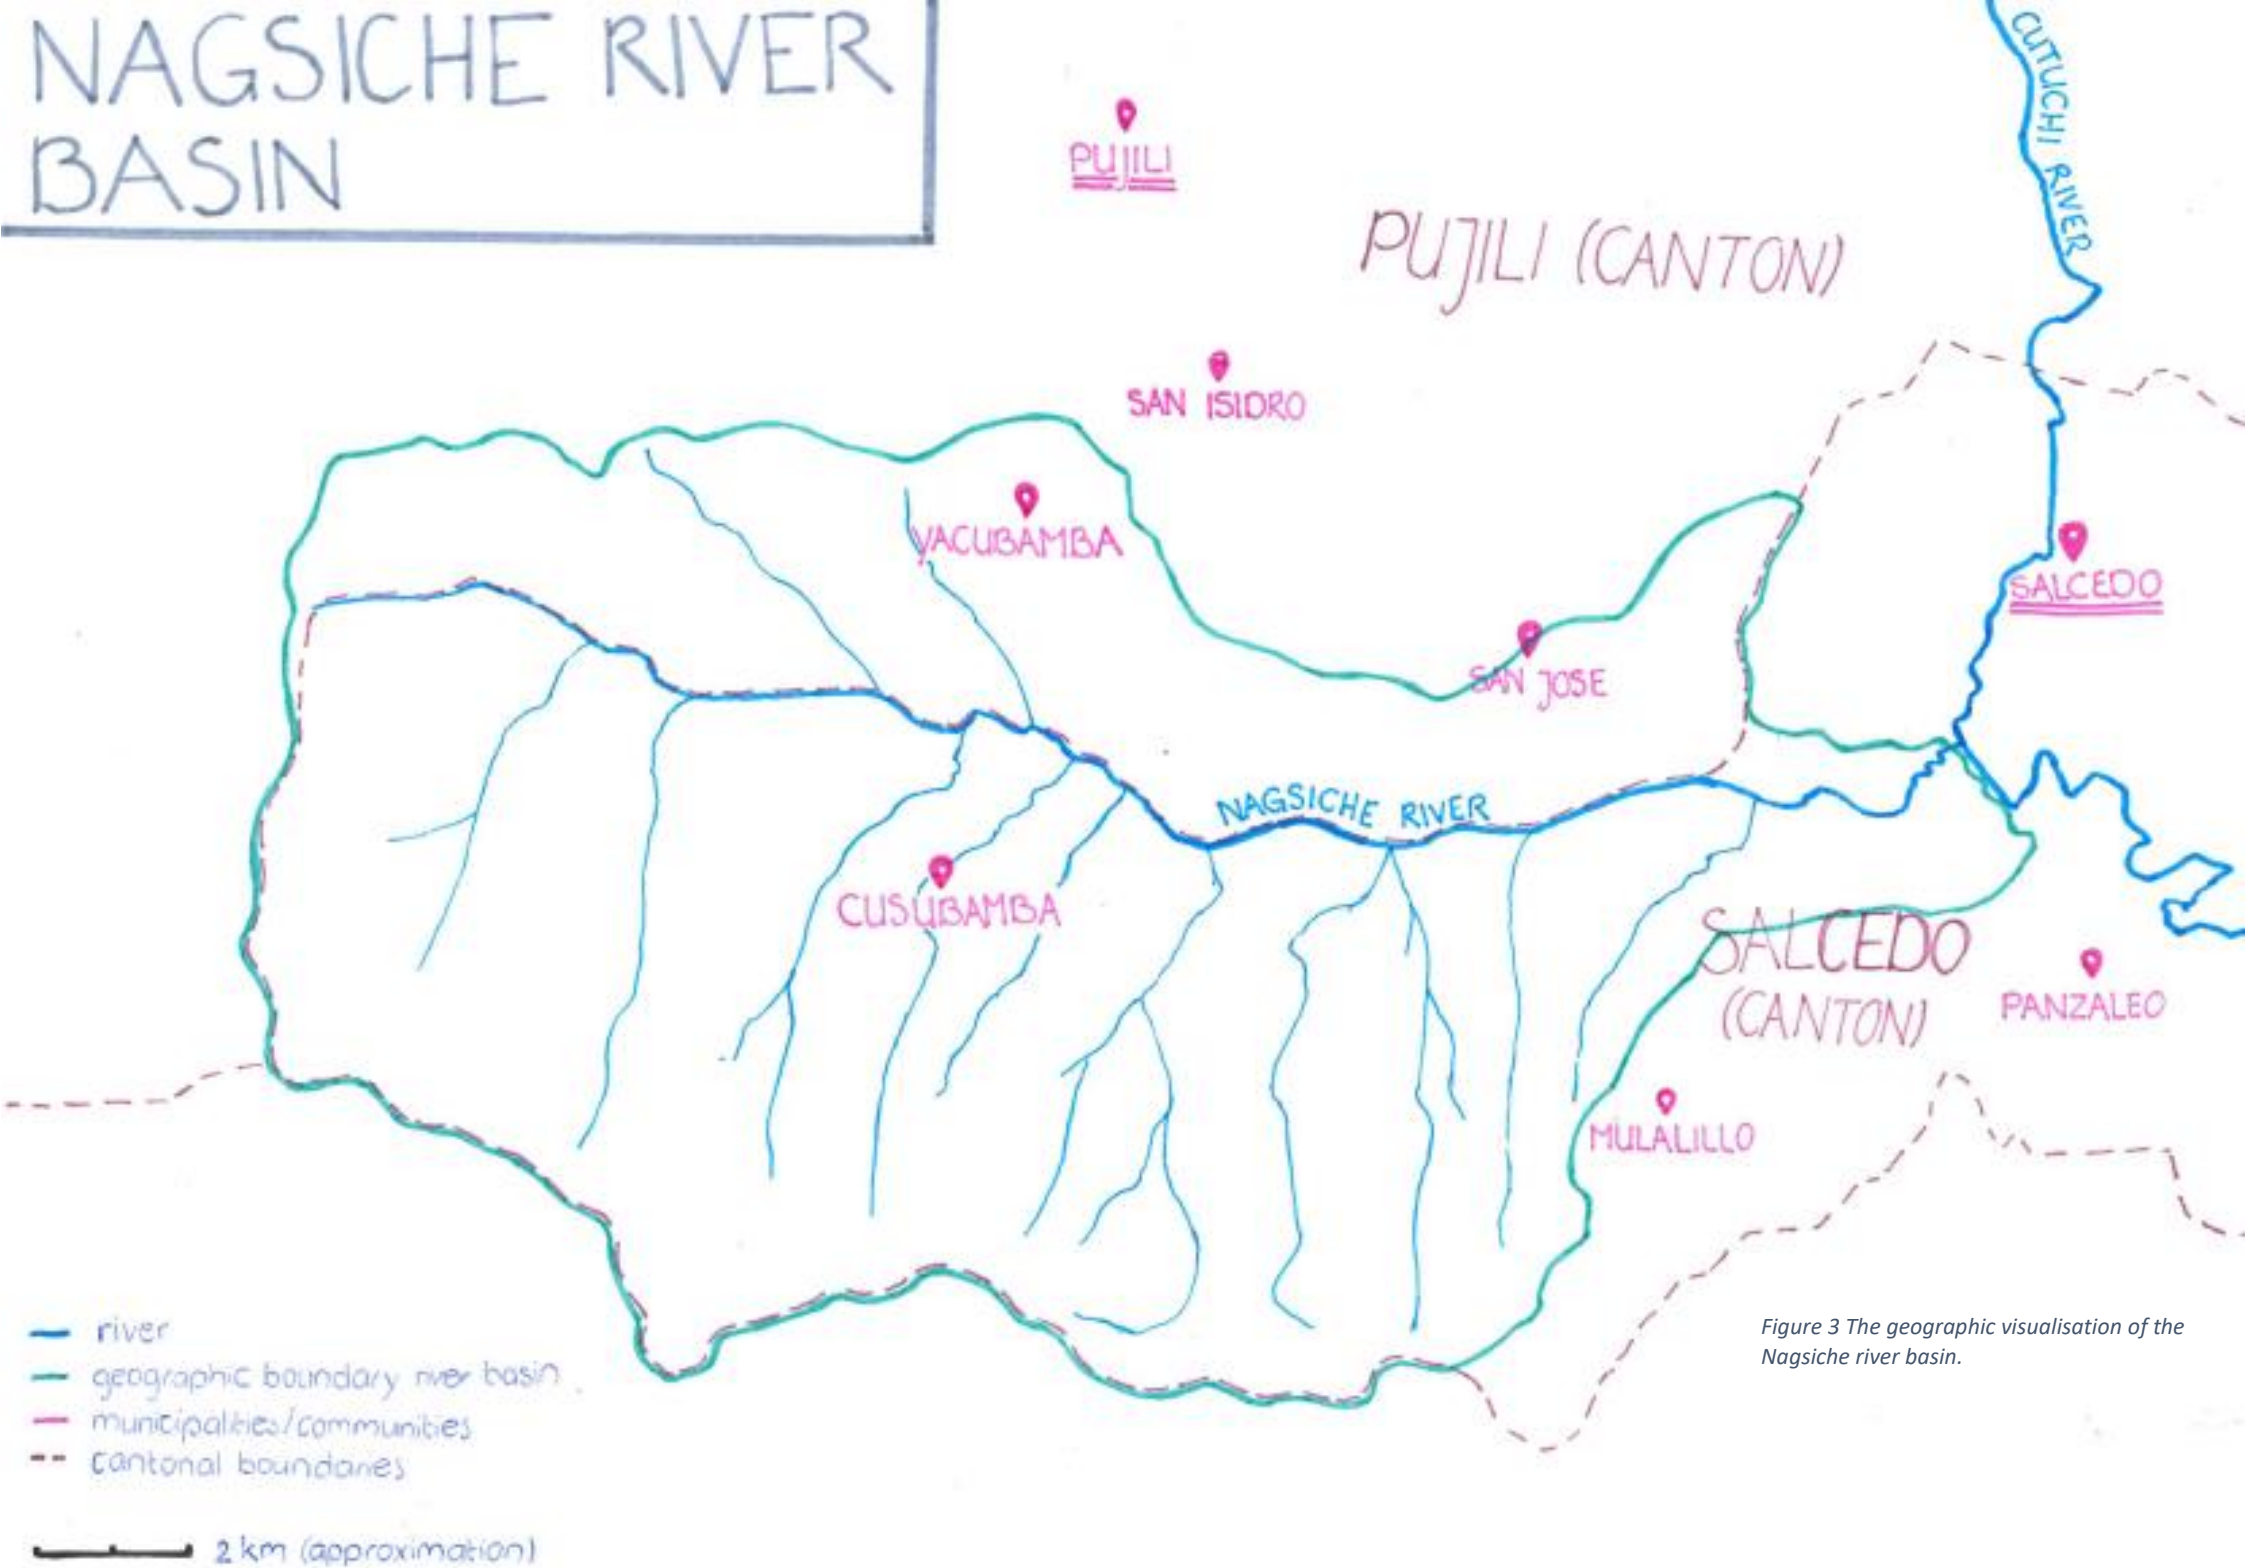 NAGSICHE RIVER
BASIN
CUTUCHI RIVER
PUJILI
PUJILI (CANTON)
SAN ISIDRO
YACUBAMBA
SALCEDO
SAN JOSE
NAGSICHE RIVER
CUSUBAMBA
SALCEDO
(CANTON)
PANZALEO
MULALILLO
river
geographic boundary river basin
municipalities/communities
cantonal boundaries
2 km (approximation)
Figure 3 The geographic visualisation of the
Nagsiche river basin.